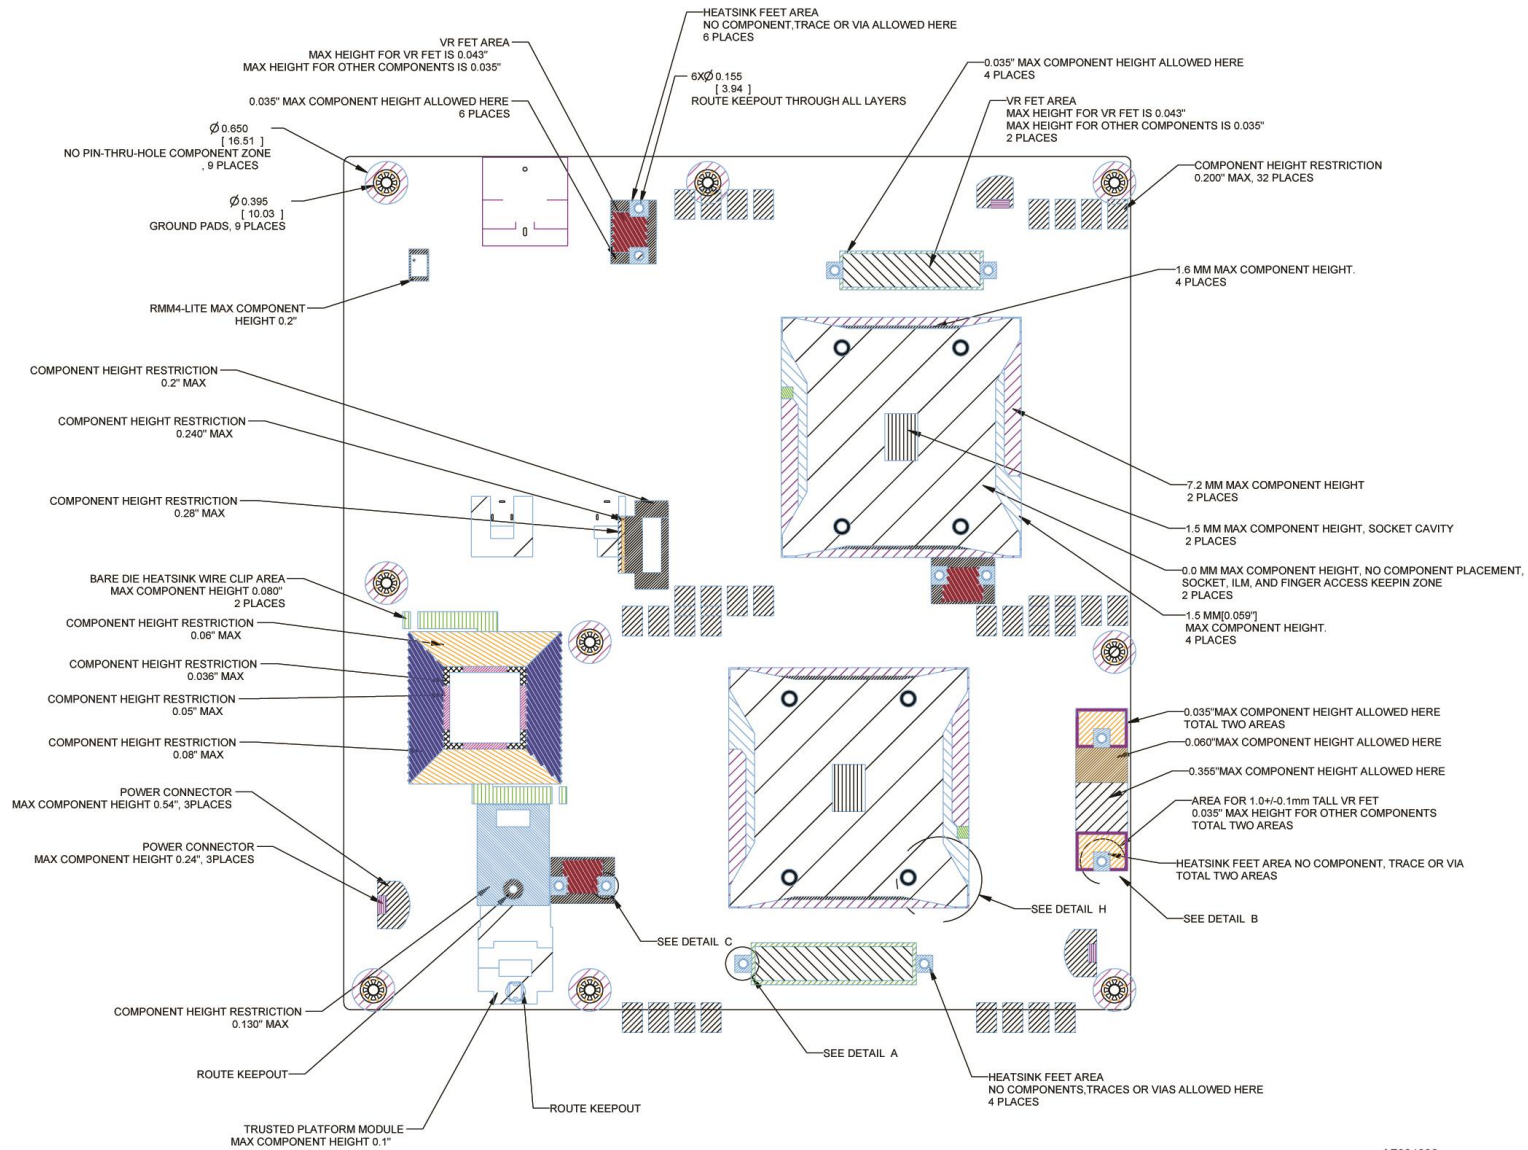 HEATSINK FEET AREA
NO COMPONENT,TRACE OR VIA ALLOWED HERE
6 PLACES
VR FET AREA
MAX HEIGHT FOR VR FET IS 0.043"
MAX HEIGHT FOR OTHER COMPONENTS IS 0.035"
6XØ 0.155
[ 3.94 ]
ROUTE KEEPOUT THROUGH ALL LAYERS
0.035" MAX COMPONENT HEIGHT ALLOWED HERE
4 PLACES
VR FET AREA
MAX HEIGHT FOR VR FET IS 0.043"
MAX HEIGHT FOR OTHER COMPONENTS IS 0.035"
2 PLACES
0.035" MAX COMPONENT HEIGHT ALLOWED HERE
6 PLACES
Ø 0.650
[ 16.51 ]
NO PIN-THRU-HOLE COMPONENT ZONE
, 9 PLACES
COMPONENT HEIGHT RESTRICTION
0.200" MAX, 32 PLACES
Ø 0.395
[ 10.03 ]
GROUND PADS, 9 PLACES
1.6 MM MAX COMPONENT HEIGHT.
4 PLACES
RMM4-LITE MAX COMPONENT
HEIGHT 0.2"
COMPONENT HEIGHT RESTRICTION
0.2" MAX
COMPONENT HEIGHT RESTRICTION
0.240" MAX
COMPONENT HEIGHT RESTRICTION
0.28" MAX
7.2 MM MAX COMPONENT HEIGHT
2 PLACES
1.5 MM MAX COMPONENT HEIGHT, SOCKET CAVITY
2 PLACES
0.0 MM MAX COMPONENT HEIGHT, NO COMPONENT PLACEMENT,
SOCKET, ILM, AND FINGER ACCESS KEEPIN ZONE
2 PLACES
1.5 MM[0.059"]
MAX COMPONENT HEIGHT.
4 PLACES
BARE DIE HEATSINK WIRE CLIP AREA
MAX COMPONENT HEIGHT 0.080"
2 PLACES
COMPONENT HEIGHT RESTRICTION
0.06" MAX
COMPONENT HEIGHT RESTRICTION
0.036" MAX
COMPONENT HEIGHT RESTRICTION
0.05" MAX
COMPONENT HEIGHT RESTRICTION
0.08" MAX
0.035"MAX COMPONENT HEIGHT ALLOWED HERE
TOTAL TWO AREAS
0.060"MAX COMPONENT HEIGHT ALLOWED HERE
0.355"MAX COMPONENT HEIGHT ALLOWED HERE
AREA FOR 1.0+/-0.1mm TALL VR FET
0.035" MAX HEIGHT FOR OTHER COMPONENTS
TOTAL TWO AREAS
HEATSINK FEET AREA NO COMPONENT, TRACE OR VIA
TOTAL TWO AREAS
POWER CONNECTOR
MAX COMPONENT HEIGHT 0.54", 3PLACES
POWER CONNECTOR
MAX COMPONENT HEIGHT 0.24", 3PLACES
SEE DETAIL H
SEE DETAIL B
SEE DETAIL C
COMPONENT HEIGHT RESTRICTION
0.130" MAX
SEE DETAIL A
ROUTE KEEPOUT
HEATSINK FEET AREA
NO COMPONENTS,TRACES OR VIAS ALLOWED HERE
4 PLACES
ROUTE KEEPOUT
TRUSTED PLATFORM MODULE
MAX COMPONENT HEIGHT 0.1"